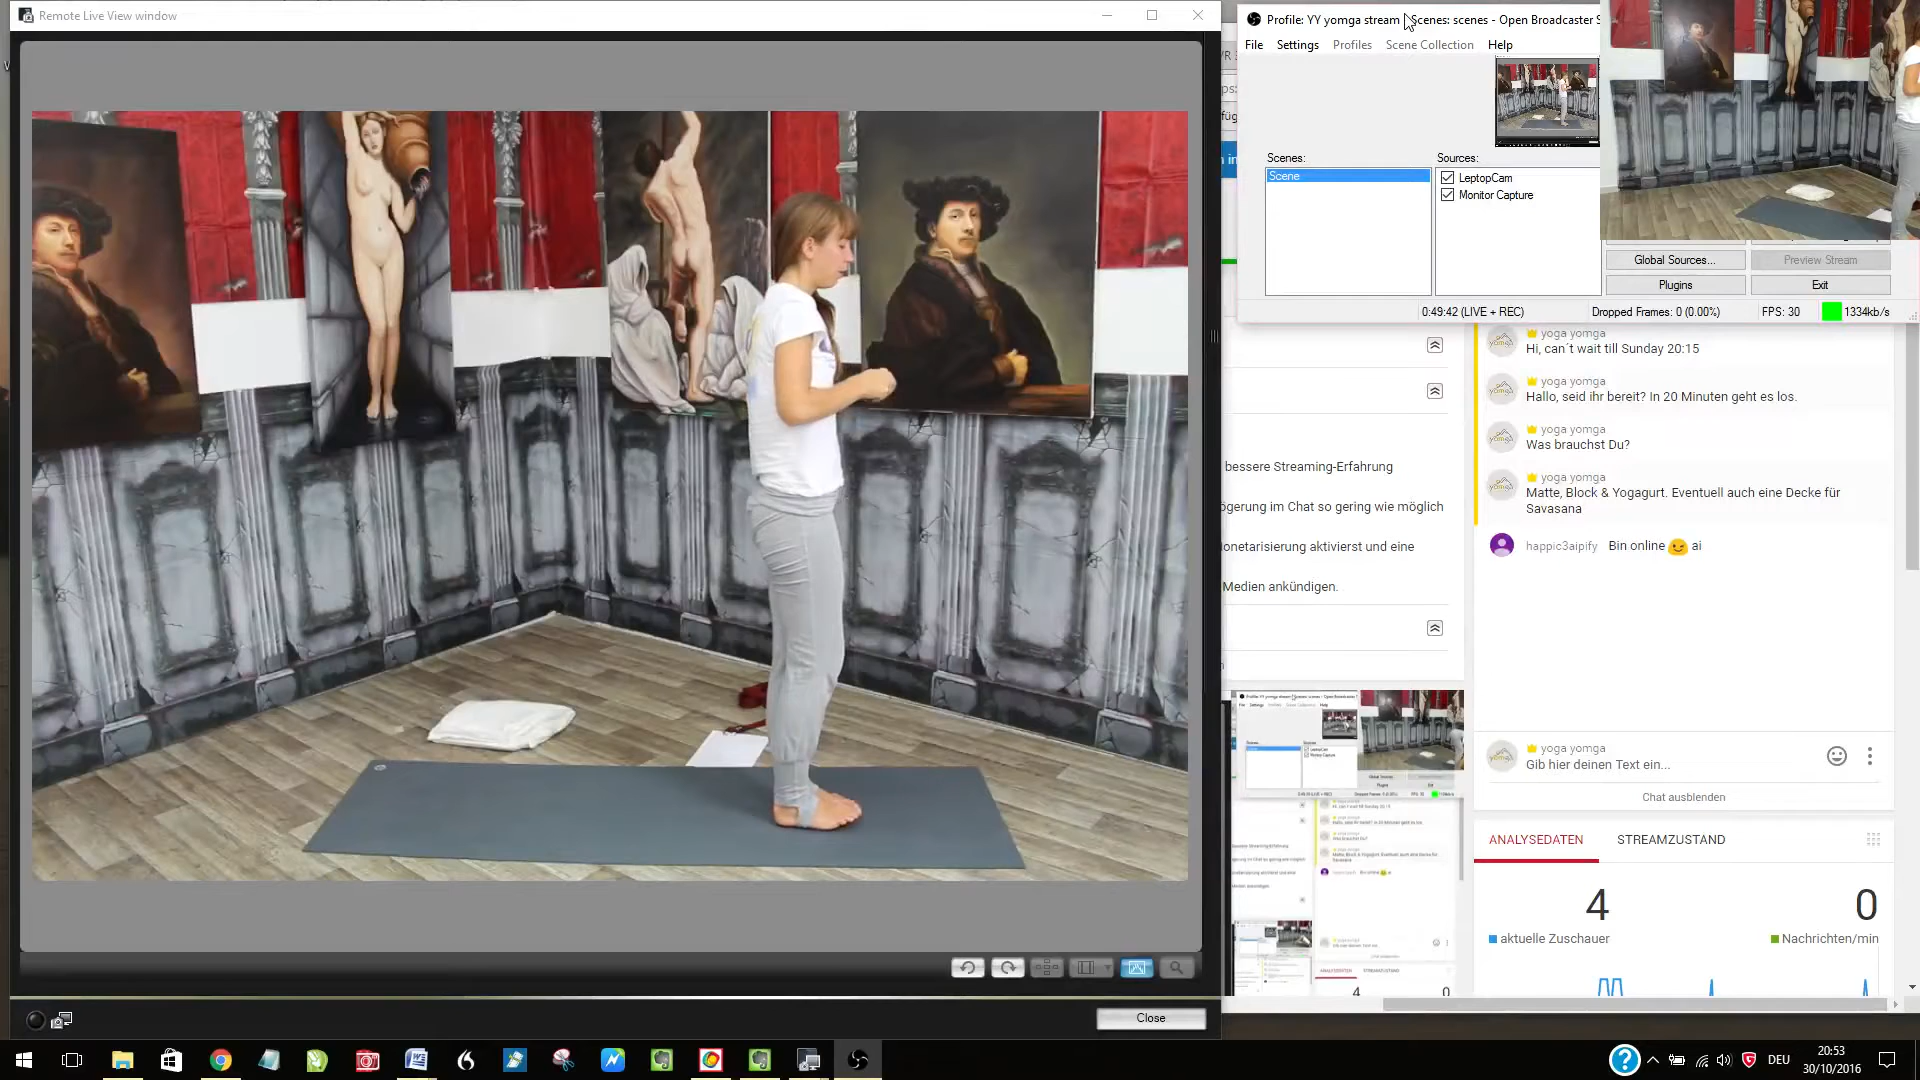 Remote Live View window
Close
Profile: YY yomga stream
Scenes: scenes - Open Broadcaster S
File Settings Profiles Scene Collection Help
Scenes:
Scene
Sources:
LeptopCam
Monitor Capture
Global Sources...
Preview Stream
Plugins
Exit
0:49:42 (LIVE + REC)
Dropped Frames: 0 (0.00%)
FPS: 30
1334kb/s
bessere Streaming-Erfahrung
ögerung im Chat so gering wie möglich
onetarisierung aktivierst und eine
Medien ankündigen.
yoga yomga
Hi, can´t wait till Sunday 20:15
yoga yomga
Hallo, seid ihr bereit? In 20 Minuten geht es los.
yoga yomga
Was brauchst Du?
yoga yomga
Matte, Block & Yogagurt. Eventuell auch eine Decke für
Savasana
happic3aipify Bin online ai
yoga yomga
Gib hier deinen Text ein...
Chat ausblenden
ANALYSEDATEN STREAMZUSTAND
4
0
aktuelle Zuschauer
Nachrichten/min
DEU
20:53
30/10/2016